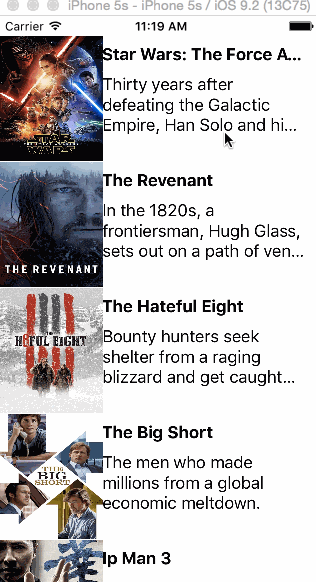 iPhone 5s - iPhone 5s / iOS 9.2 (13C75)
Carrier 11:19 AM
Star Wars: The Force A...
Thirty years after
defeating the Galactic
Empire, Han Solo and hi...
STAR
WARS
The Revenant
In the 1820s, a
frontiersman, Hugh Glass,
sets out on a path of ven...
THE REVENANT
The Hateful Eight
Bounty hunters seek
shelter from a raging
blizzard and get caught...
H8FUL EIGHT
The Big Short
The men who made
millions from a global
economic meltdown.
THE
BIG
SHORT
Ip Man 3